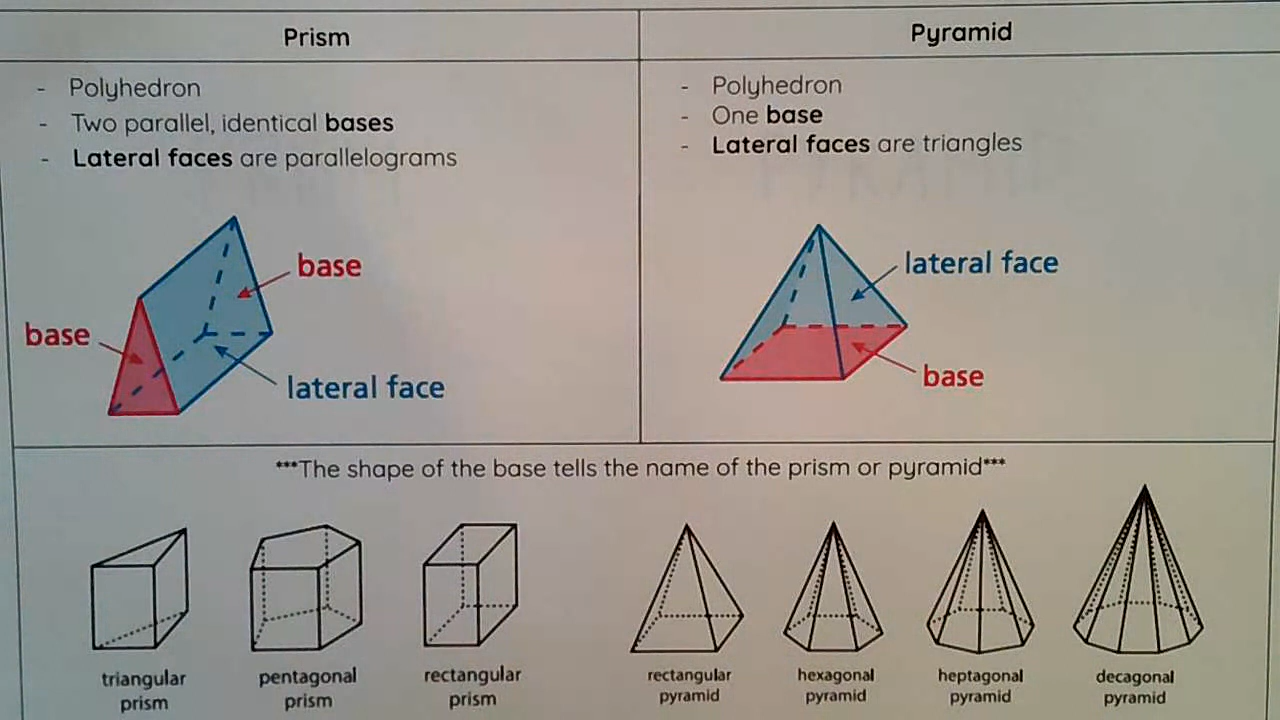 Prism
- Polyhedron
- Two parallel, identical bases
- Lateral faces are parallelograms
base
base
lateral face
Pyramid
- Polyhedron
- One base
- Lateral faces are triangles
lateral face
base
***The shape of the base tells the name of the prism or pyramid***
triangular
prism
pentagonal
prism
rectangular
prism
rectangular
pyramid
hexagonal
pyramid
heptagonal
pyramid
decagonal
pyramid